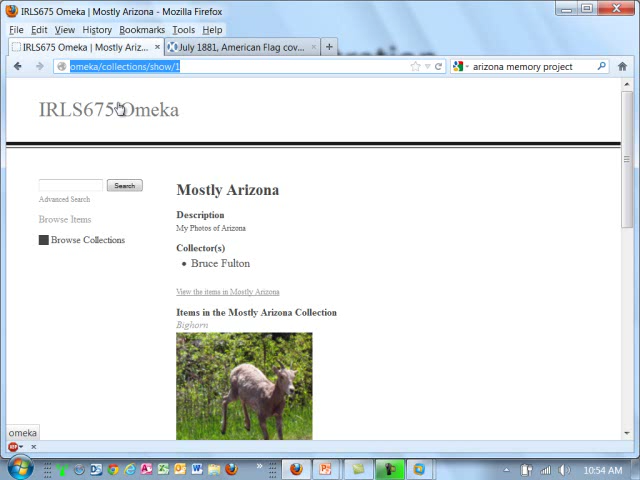 IRLS675 Omeka | Mostly Arizona - Mozilla Firefox
File Edit View History Bookmarks Tools Help
IRLS675 Omeka | Mostly Ariz... × July 1881, American Flag cov... × +
omeka/collections/show/1
arizona memory project
IRLS675 Omeka
Search
Advanced Search
Browse Items
Browse Collections
Mostly Arizona
Description
My Photos of Arizona
Collector(s)
• Bruce Fulton
View the items in Mostly Arizona
Items in the Mostly Arizona Collection
Bighorn
omeka
10:54 AM